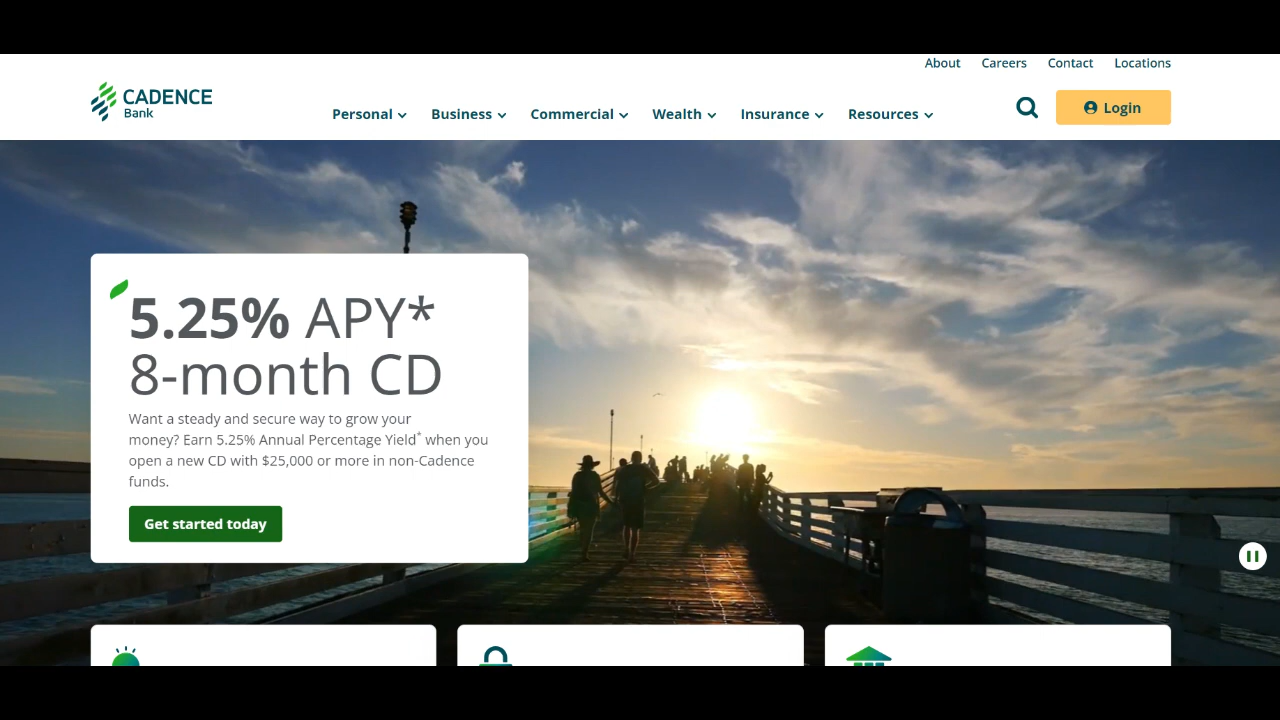 About Careers Contact Locations
CADENCE
Bank
Personal Business Commercial Wealth Insurance Resources
Login
5.25% APY*
8-month CD
Want a steady and secure way to grow your
money? Earn 5.25% Annual Percentage Yield* when you
open a new CD with $25,000 or more in non-Cadence
funds.
Get started today